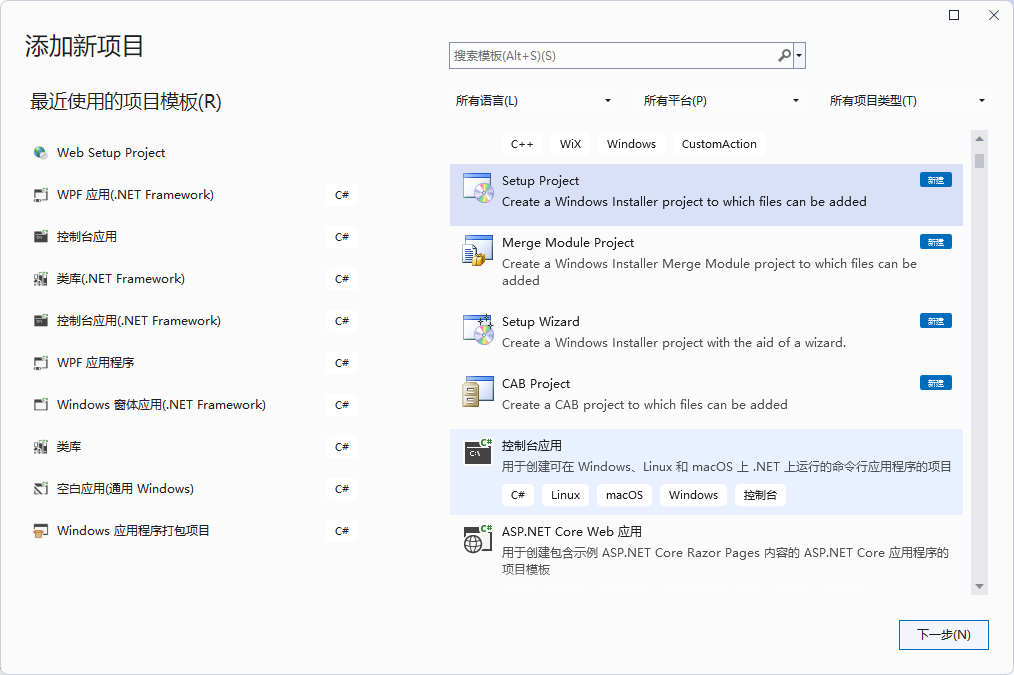 添加新项目
搜索模板(Alt+S)(S)
最近使用的项目模板(R)
所有语言(L)
所有平台(P)
所有项目类型(T)
Web Setup Project
WPF 应用(.NET Framework)
C#
控制台应用
C#
类库(.NET Framework)
C#
控制台应用(.NET Framework)
C#
WPF 应用程序
C#
Windows 窗体应用(.NET Framework)
C#
类库
C#
空白应用(通用 Windows)
C#
Windows 应用程序打包项目
C#
C++ WiX Windows CustomAction
Setup Project
新建
Create a Windows Installer project to which files can be added
Merge Module Project
新建
Create a Windows Installer Merge Module project to which files can be
added
Setup Wizard
新建
Create a Windows Installer project with the aid of a wizard.
CAB Project
新建
Create a CAB project to which files can be added
控制台应用
用于创建可在 Windows、Linux 和 macOS 上 .NET 上运行的命令行应用程序的项目
C# Linux macOS Windows 控制台
ASP.NET Core Web 应用
用于创建包含示例 ASP.NET Core Razor Pages 内容的 ASP.NET Core 应用程序的
项目模板
下一步(N)